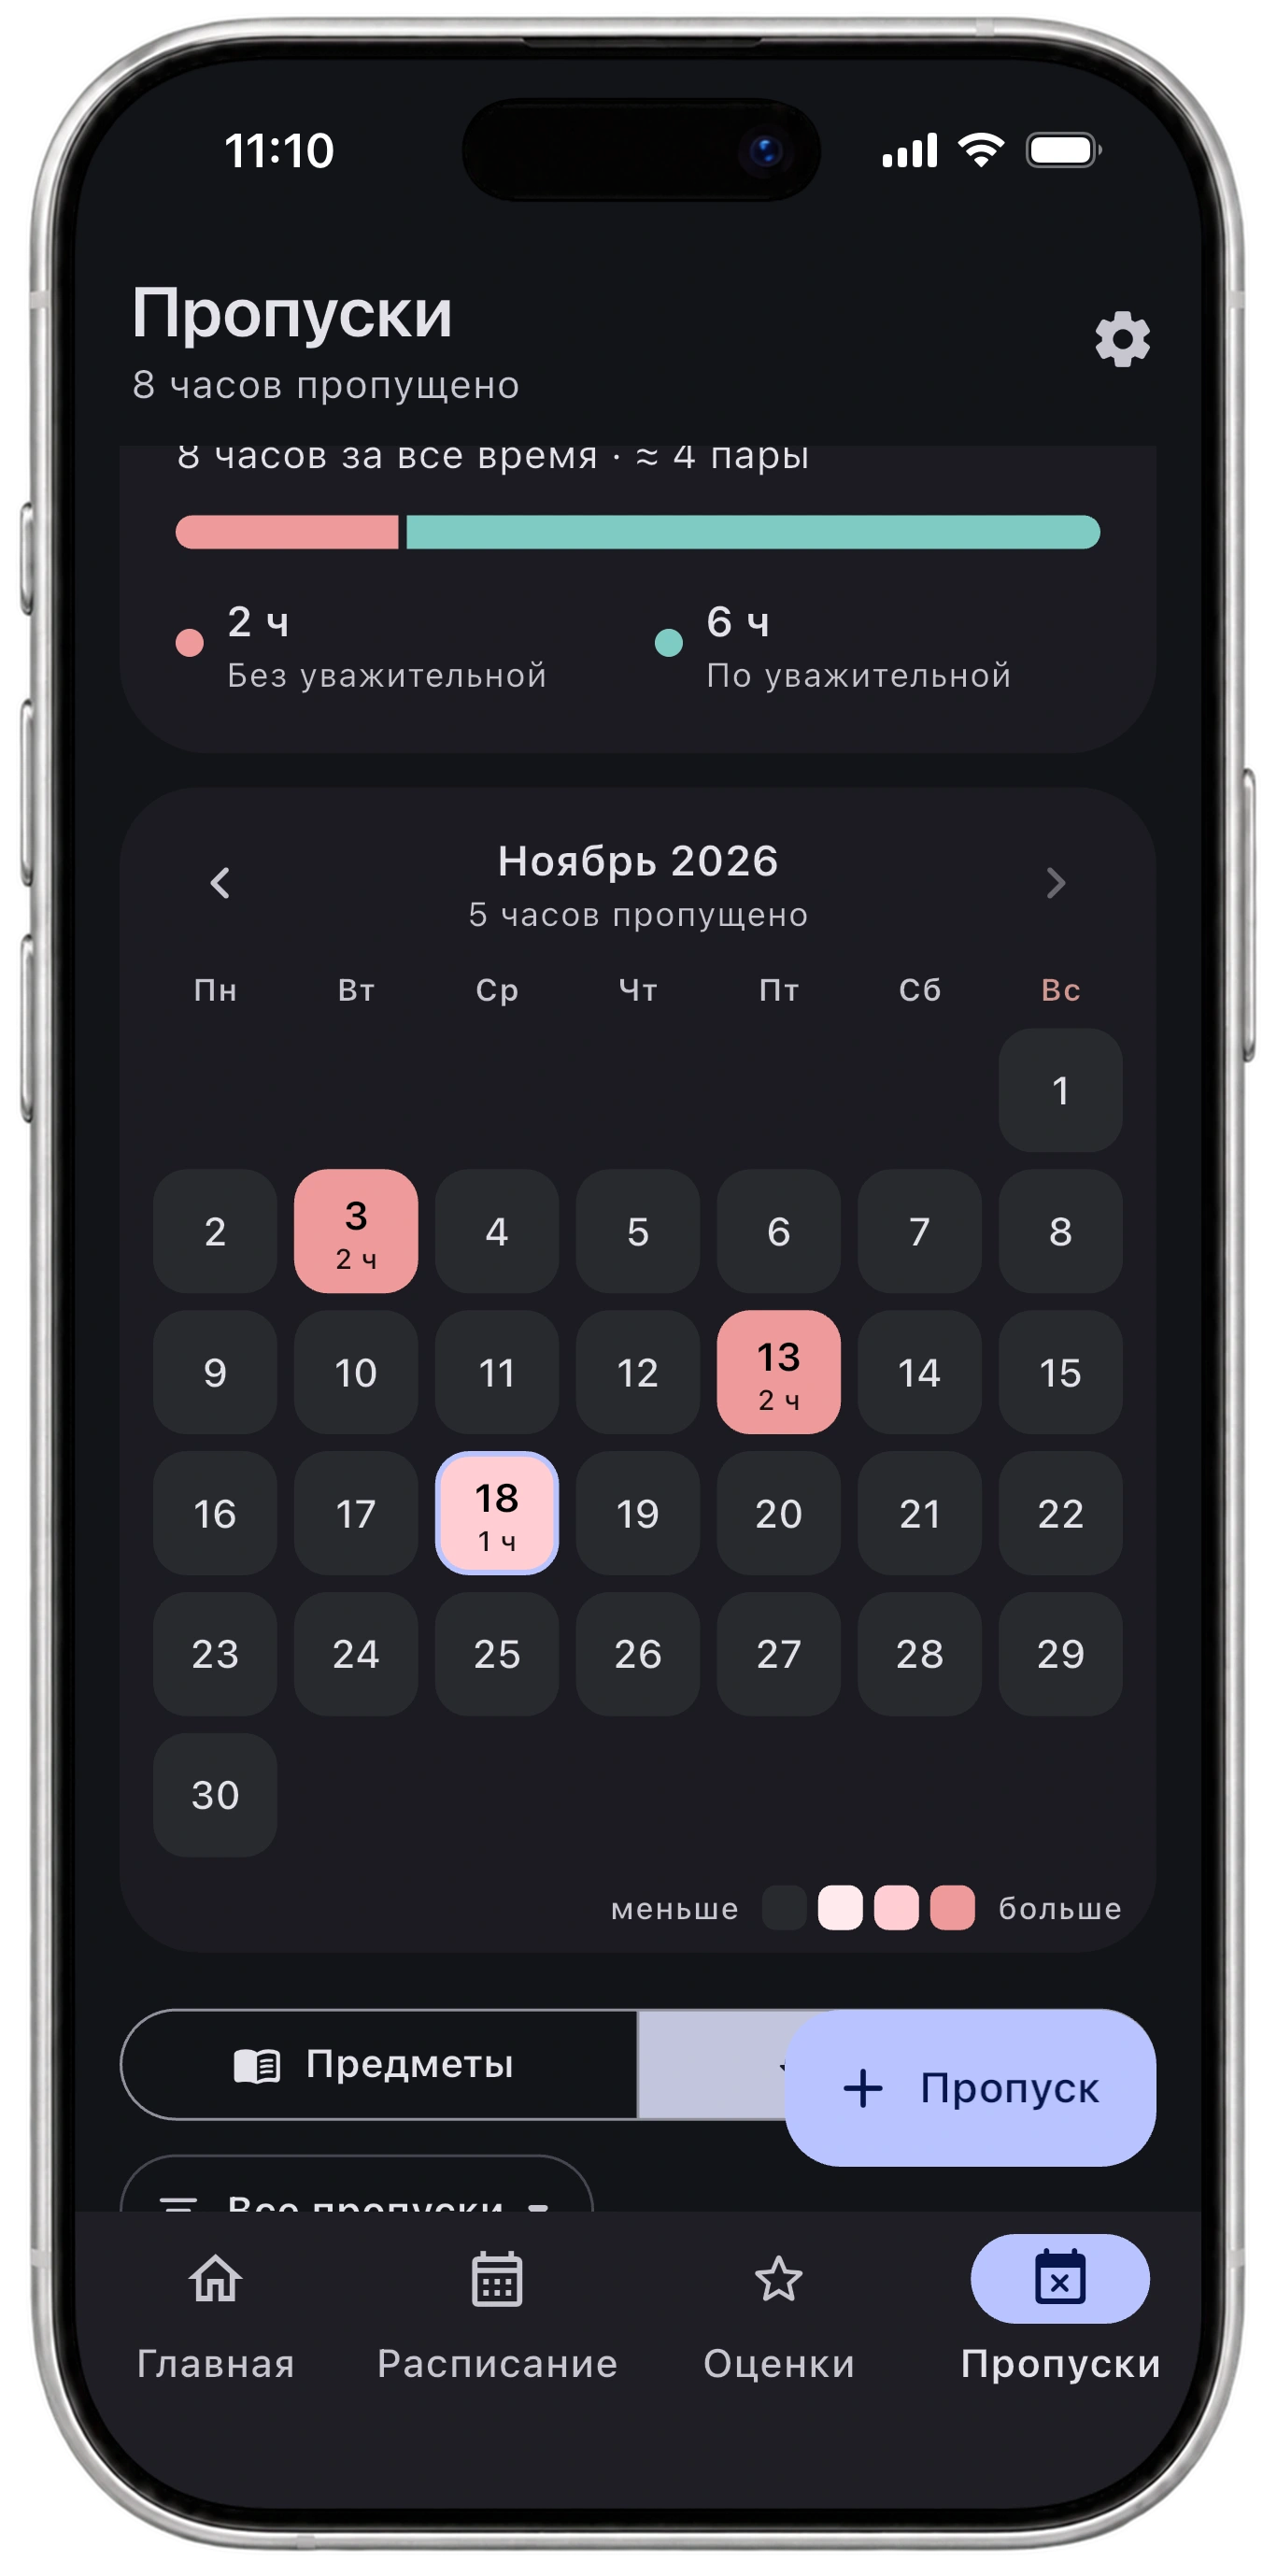 11:10
Пропуски
8 часов пропущено
8 часов за все время · ≈ 4 пары
2 ч
Без уважительной
6 ч
По уважительной
Ноябрь 2026
5 часов пропущено
Пн Вт Ср Чт Пт Сб Вс
1
2 3 4 5 6 7 8
2 ч
9 10 11 12 13 14 15
2 ч
16 17 18 19 20 21 22
1 ч
23 24 25 26 27 28 29
30
меньше больше
Предметы
+ Пропуск
Все пропуски
Главная Расписание Оценки Пропуски